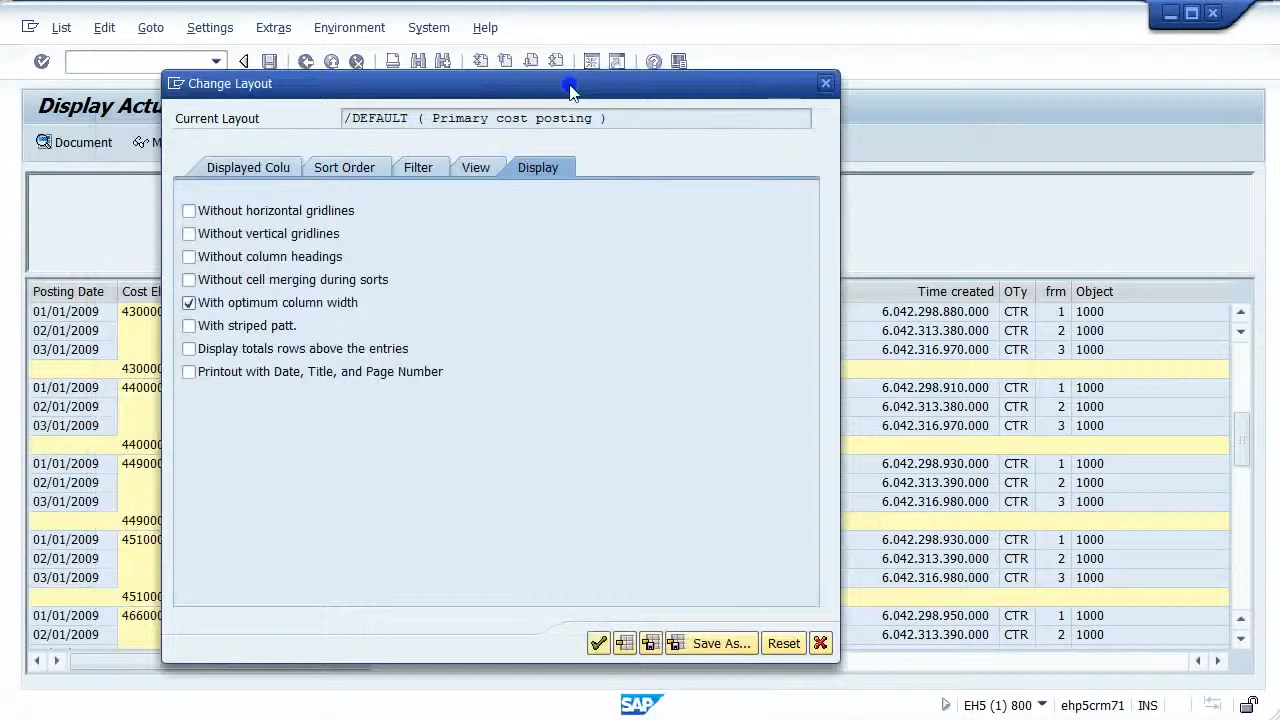 List Edit Goto Settings Extras Environment System Help
Change Layout
Display Actu
Current Layout /DEFAULT ( Primary cost posting )
Document M
Displayed Colu Sort Order Filter View Display
Without horizontal gridlines
Without vertical gridlines
Without column headings
Without cell merging during sorts
With optimum column width
With striped patt.
Display totals rows above the entries
Printout with Date, Title, and Page Number
Posting Date Cost El Time created OTy frm Object
01/01/2009 430000 6.042.298.880.000 CTR 1 1000
02/01/2009 6.042.313.380.000 CTR 2 1000
03/01/2009 6.042.316.970.000 CTR 3 1000
430000
01/01/2009 440000 6.042.298.910.000 CTR 1 1000
02/01/2009 6.042.313.380.000 CTR 2 1000
03/01/2009 6.042.316.970.000 CTR 3 1000
440000
01/01/2009 449000 6.042.298.930.000 CTR 1 1000
02/01/2009 6.042.313.390.000 CTR 2 1000
03/01/2009 6.042.316.980.000 CTR 3 1000
449000
01/01/2009 451000 6.042.298.930.000 CTR 1 1000
02/01/2009 6.042.313.390.000 CTR 2 1000
03/01/2009 6.042.316.980.000 CTR 3 1000
451000
01/01/2009 466000 6.042.298.950.000 CTR 1 1000
02/01/2009 6.042.313.390.000 CTR 2 1000
Save As... Reset
SAP EH5 (1) 800 ehp5crm71 INS